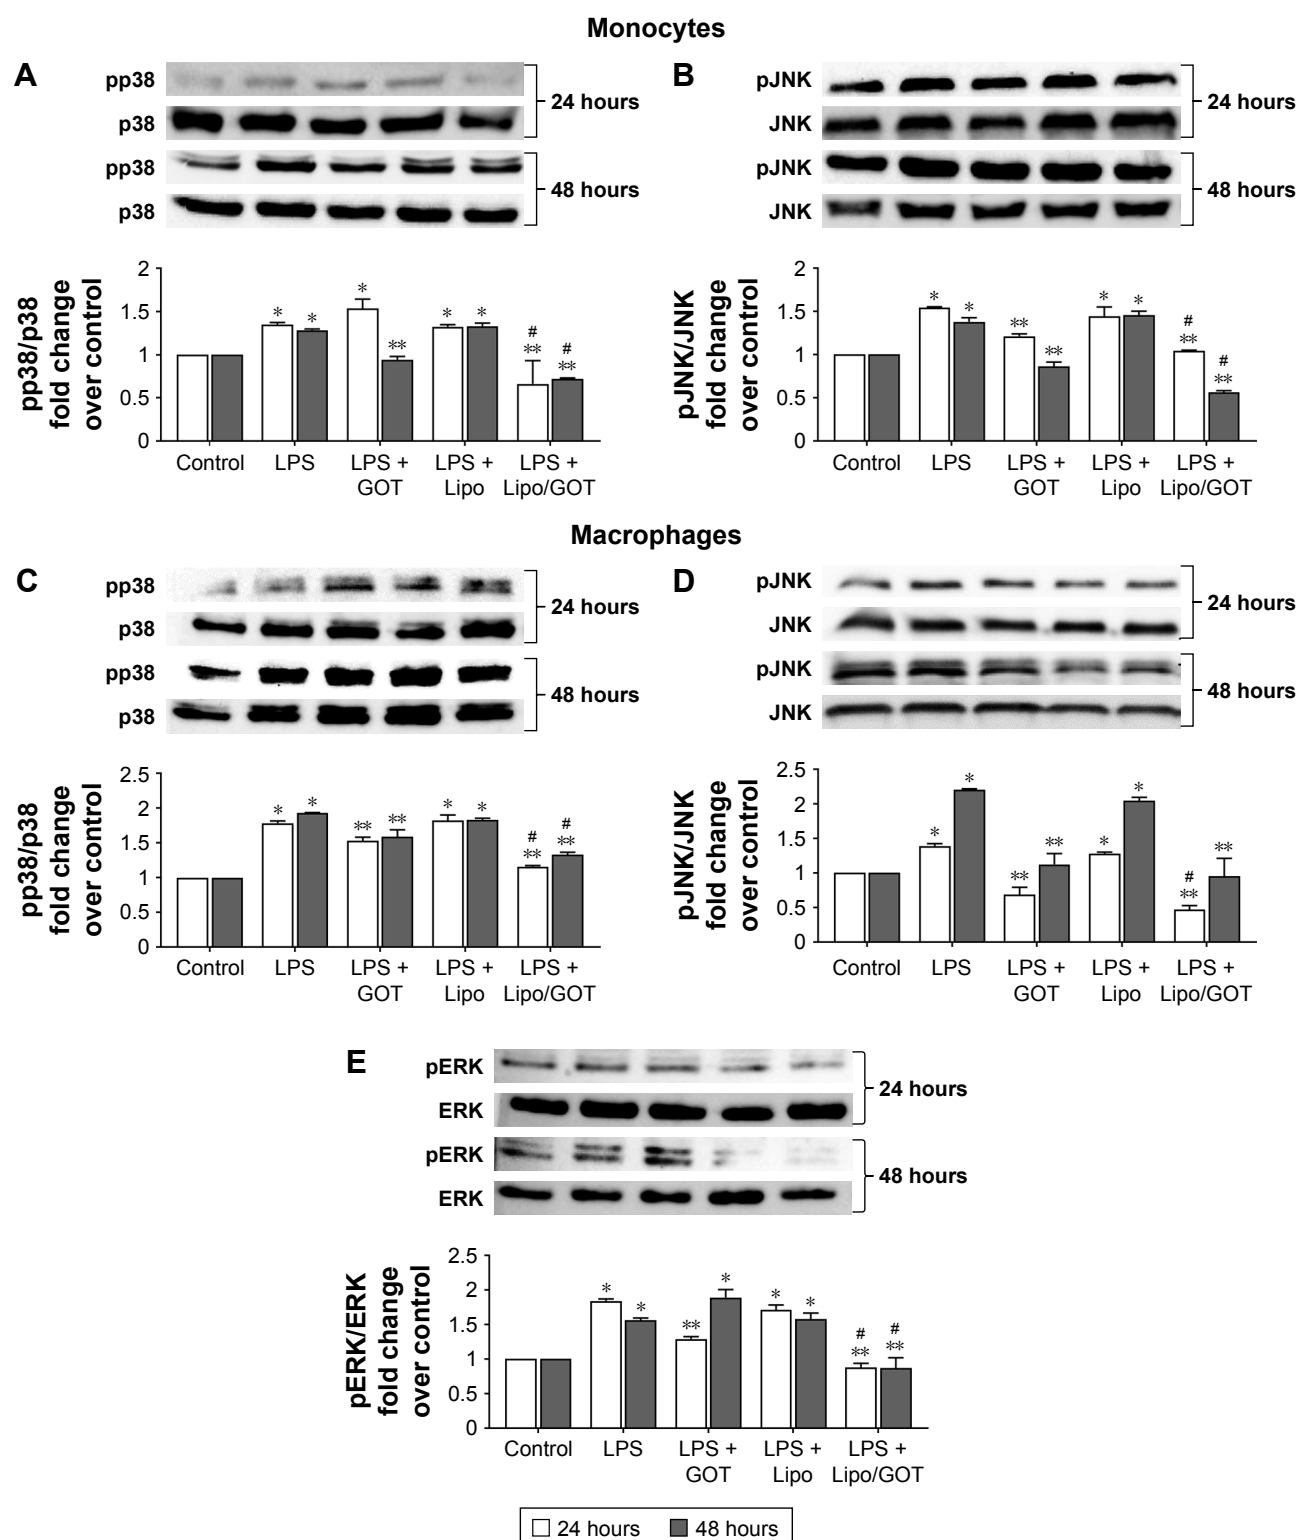 Monocytes
A
pp38
p38
24 hours
pp38
p38
48 hours
pp38/p38
fold change
over control
2
1.5
1
0.5
0
* * * ** * * # ** # **
Control LPS LPS + GOT LPS + Lipo LPS + Lipo/GOT
B
pJNK
JNK
24 hours
pJNK
JNK
48 hours
pJNK/JNK
fold change
over control
2
1.5
1
0.5
0
* * ** ** * * # ** # **
Control LPS LPS + GOT LPS + Lipo LPS + Lipo/GOT
Macrophages
C
pp38
p38
24 hours
pp38
p38
48 hours
pp38/p38
fold change
over control
2.5
2
1.5
1
0.5
0
* * ** ** * * # ** # **
Control LPS LPS + GOT LPS + Lipo LPS + Lipo/GOT
D
pJNK
JNK
24 hours
pJNK
JNK
48 hours
pJNK/JNK
fold change
over control
2.5
2
1.5
1
0.5
0
* * ** ** * * # ** **
Control LPS LPS + GOT LPS + Lipo LPS + Lipo/GOT
E
pERK
ERK
24 hours
pERK
ERK
48 hours
pERK/ERK
fold change
over control
2.5
2
1.5
1
0.5
0
* * ** * * * # ** # **
Control LPS LPS + GOT LPS + Lipo LPS + Lipo/GOT
24 hours 48 hours